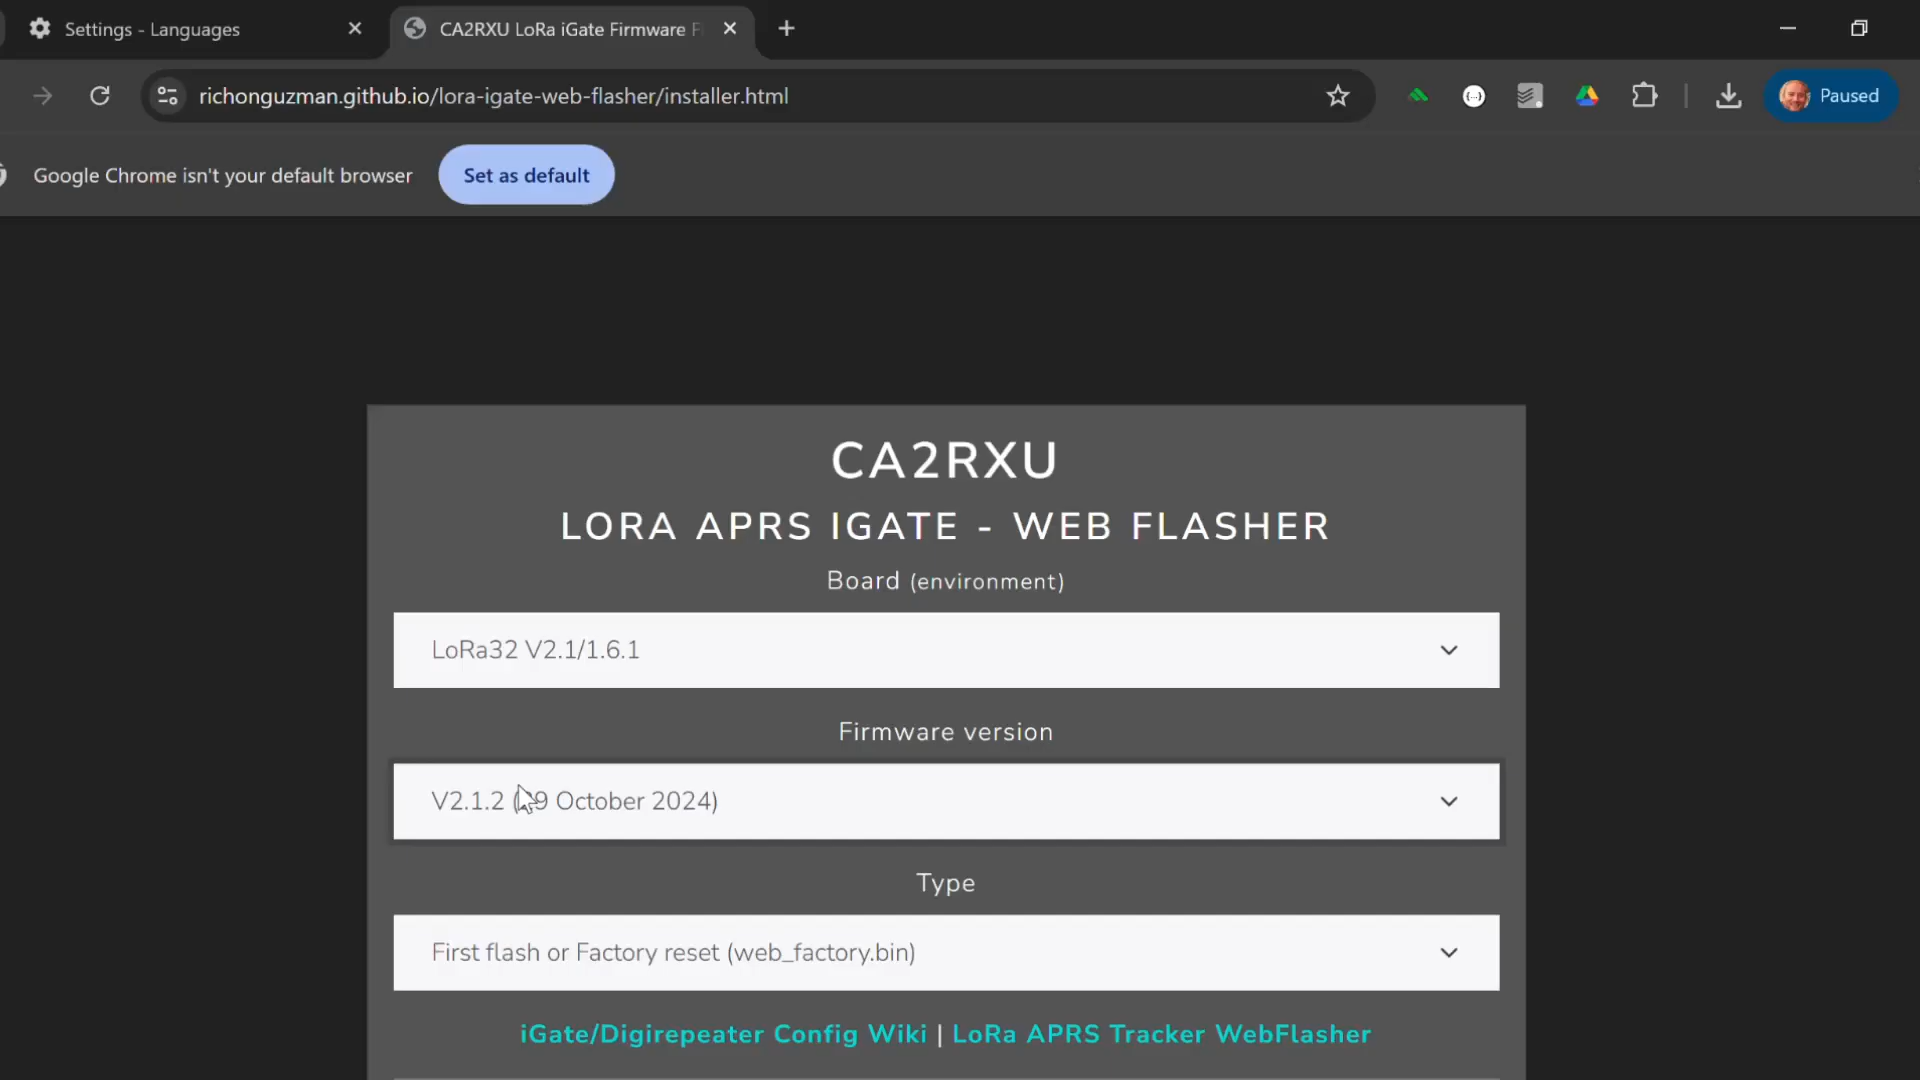 Settings - Languages
CA2RXU LoRa iGate Firmware F
richonguzman.github.io/lora-igate-web-flasher/installer.html
Paused
Google Chrome isn't your default browser
Set as default
CA2RXU
LORA APRS IGATE - WEB FLASHER
Board (environment)
LoRa32 V2.1/1.6.1
Firmware version
V2.1.2 ( 9 October 2024)
Type
First flash or Factory reset (web_factory.bin)
iGate/Digirepeater Config Wiki | LoRa APRS Tracker WebFlasher